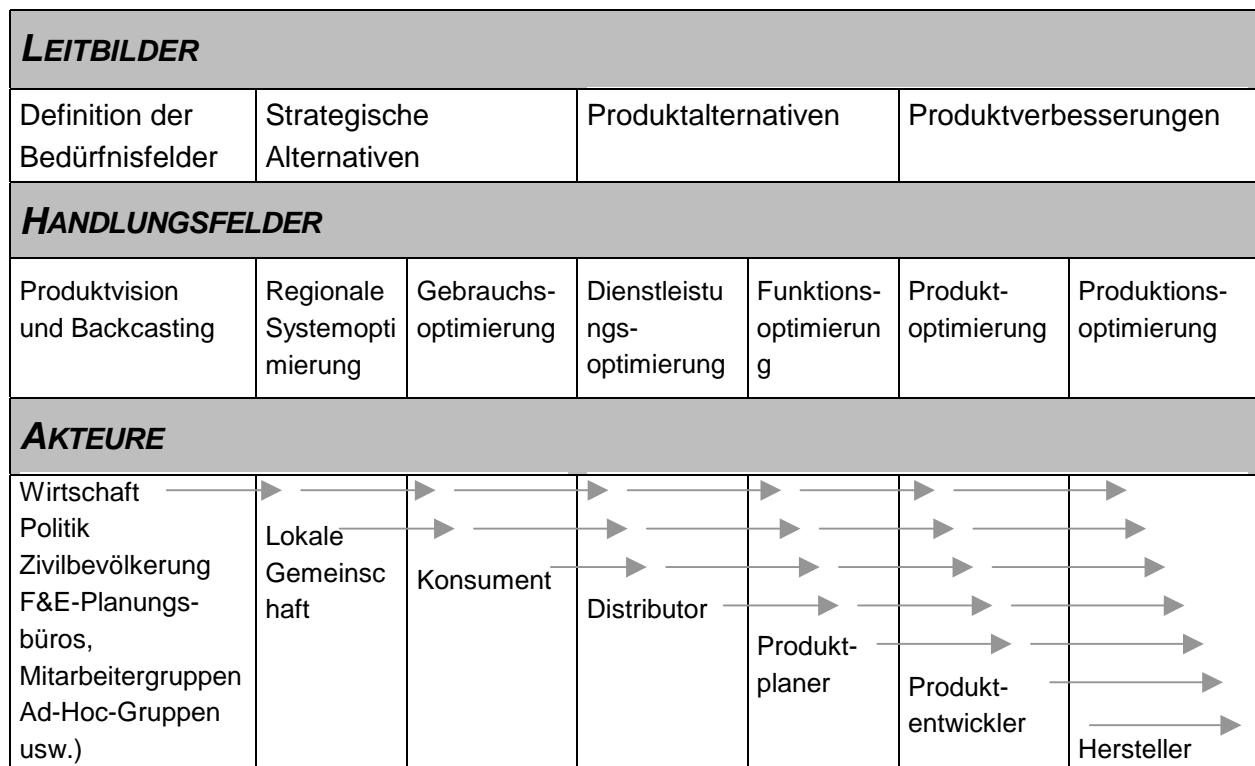 LEITBILDER
Definition der
Bedürfnisfelder
Strategische
Alternativen
Produktalternativen
Produktverbesserungen
HANDLUNGSFELDER
Produktvision
und Backcasting
Regionale
Systemopti
mierung
Gebrauchs-
optimierung
Dienstleistu
ngs-
optimierung
Funktions-
optimierun
g
Produkt-
optimierung
Produktions-
optimierung
AKTEURE
Wirtschaft
Politik
Zivilbevölkerung
F&E-Planungs-
büros,
Mitarbeitergruppen
Ad-Hoc-Gruppen
usw.)
Lokale
Gemeinsc
haft
Konsument
Distributor
Produkt-
planer
Produkt-
entwickler
Hersteller